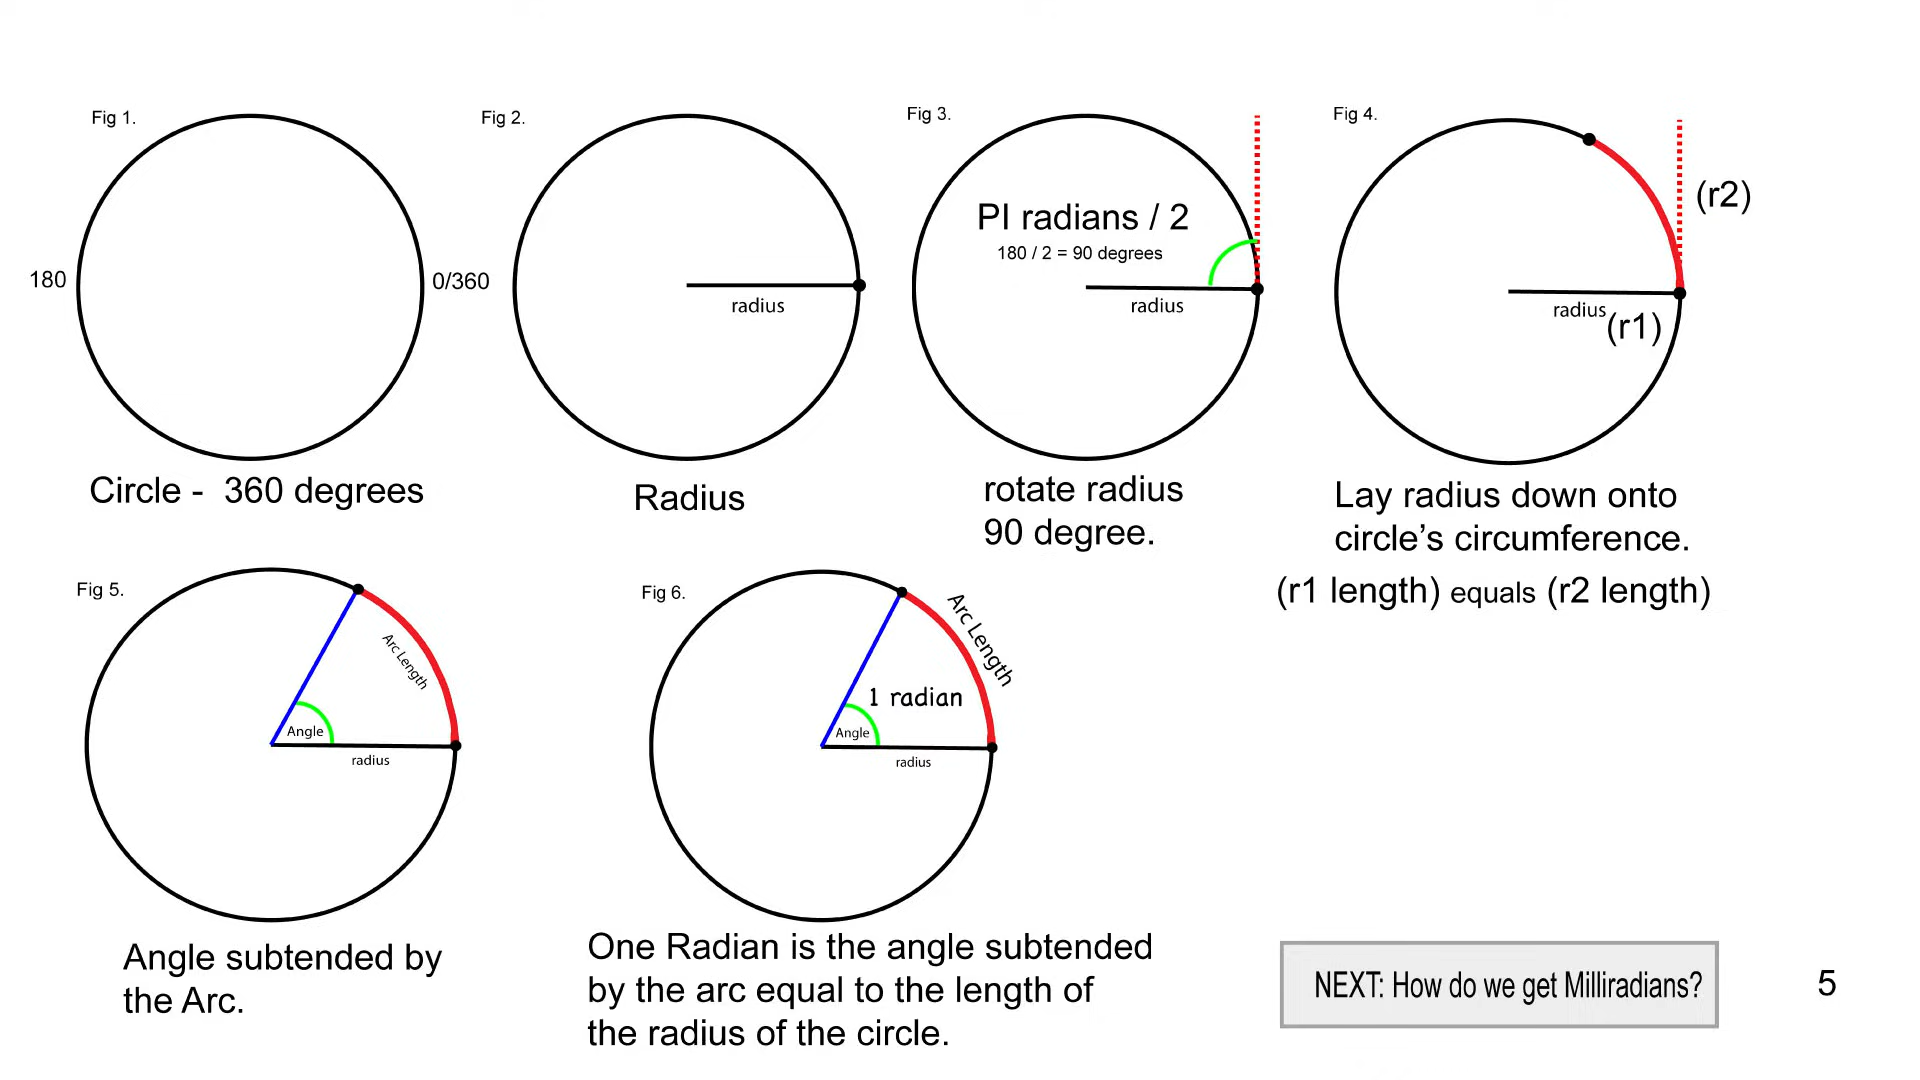 Fig 1.
180
0/360
Circle - 360 degrees
Fig 2.
radius
Radius
Fig 3.
PI radians / 2
180 / 2 = 90 degrees
radius
rotate radius
90 degree.
Fig 4.
(r2)
radius
(r1)
Lay radius down onto
circle’s circumference.
(r1 length) equals (r2 length)
Fig 5.
Arc Length
Angle
radius
Angle subtended by
the Arc.
Fig 6.
Arc Length
1 radian
Angle
radius
One Radian is the angle subtended
by the arc equal to the length of
the radius of the circle.
NEXT: How do we get Milliradians?
5